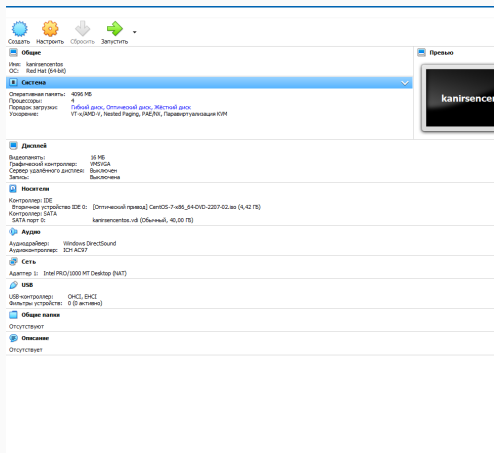 Создать Настроить Сбросить Запустить
Общие
Имя: kanirsencentos
ОС: Red Hat (64-bit)
Система
Оперативная память: 4096 МБ
Процессоры: 4
Порядок загрузки: Гибкий диск, Оптический диск, Жёсткий диск
Ускорение: VT-x/AMD-V, Nested Paging, PAE/NX, Паравиртуализация KVM
Дисплей
Видеопамять: 16 МБ
Графический контроллер: VMSVGA
Сервер удалённого дисплея: Выключен
Запись: Выключена
Носители
Контроллер: IDE
Вторичное устройство IDE 0: [Оптический привод] CentOS-7-x86_64-DVD-2207-02.iso (4,42 ГБ)
Контроллер: SATA
SATA порт 0: kanirsencentos.vdi (Обычный, 40,00 ГБ)
Аудио
Аудиодрайвер: Windows DirectSound
Аудиоконтроллер: ICH AC97
Сеть
Адаптер 1: Intel PRO/1000 MT Desktop (NAT)
USB
USB-контроллер: OHCI, EHCI
Фильтры устройств: 0 (0 активно)
Общие папки
Отсутствуют
Описание
Отсутствует
Превью
kanirsencen